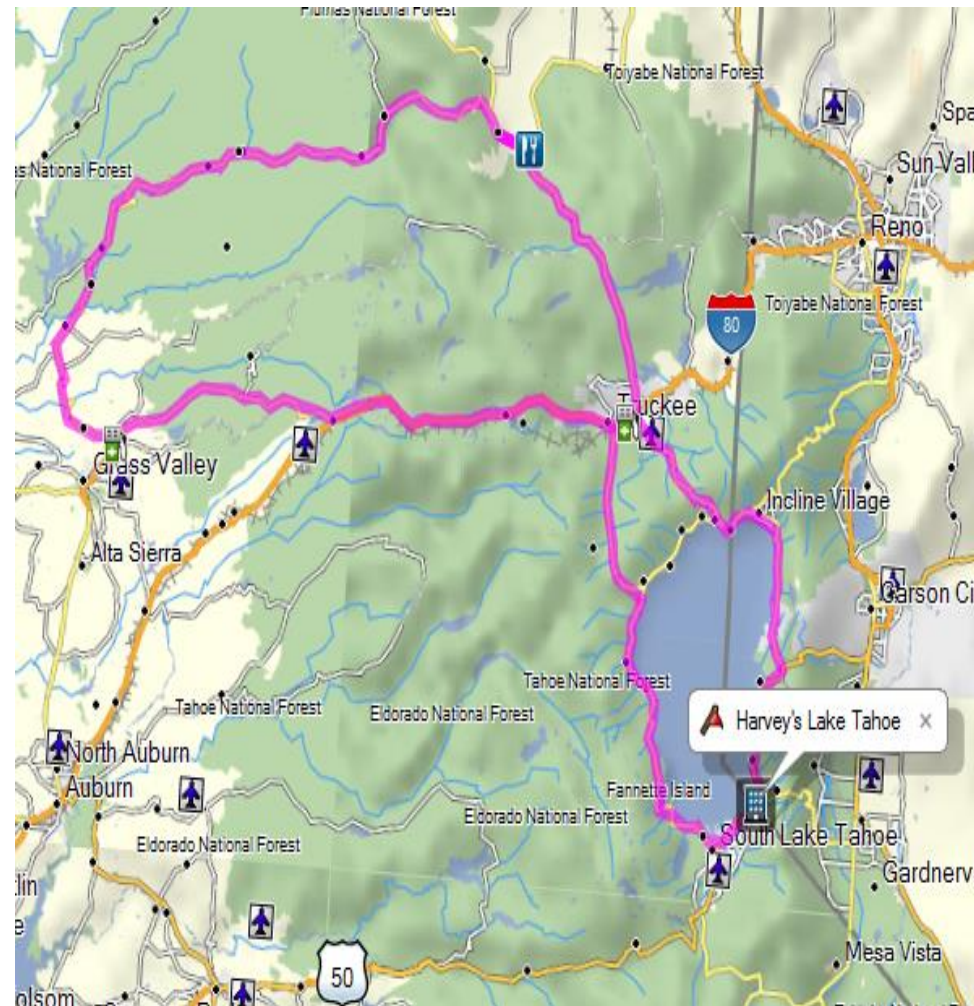 Plumas National Forest
Toiyabe National Forest
Spa
Sun Vall
as National Forest
Reno
Toiyabe National Forest
80
Truckee
Grass Valley
Incline Village
Alta Sierra
Carson Ci
Tahoe National Forest
Tahoe National Forest
Eldorado National Forest
Harvey's Lake Tahoe ×
North Auburn
Auburn
Fannette Island
Eldorado National Forest
South Lake Tahoe
Eldorado National Forest
Gardnerv
tlin
e
Mesa Vista
50
olsom